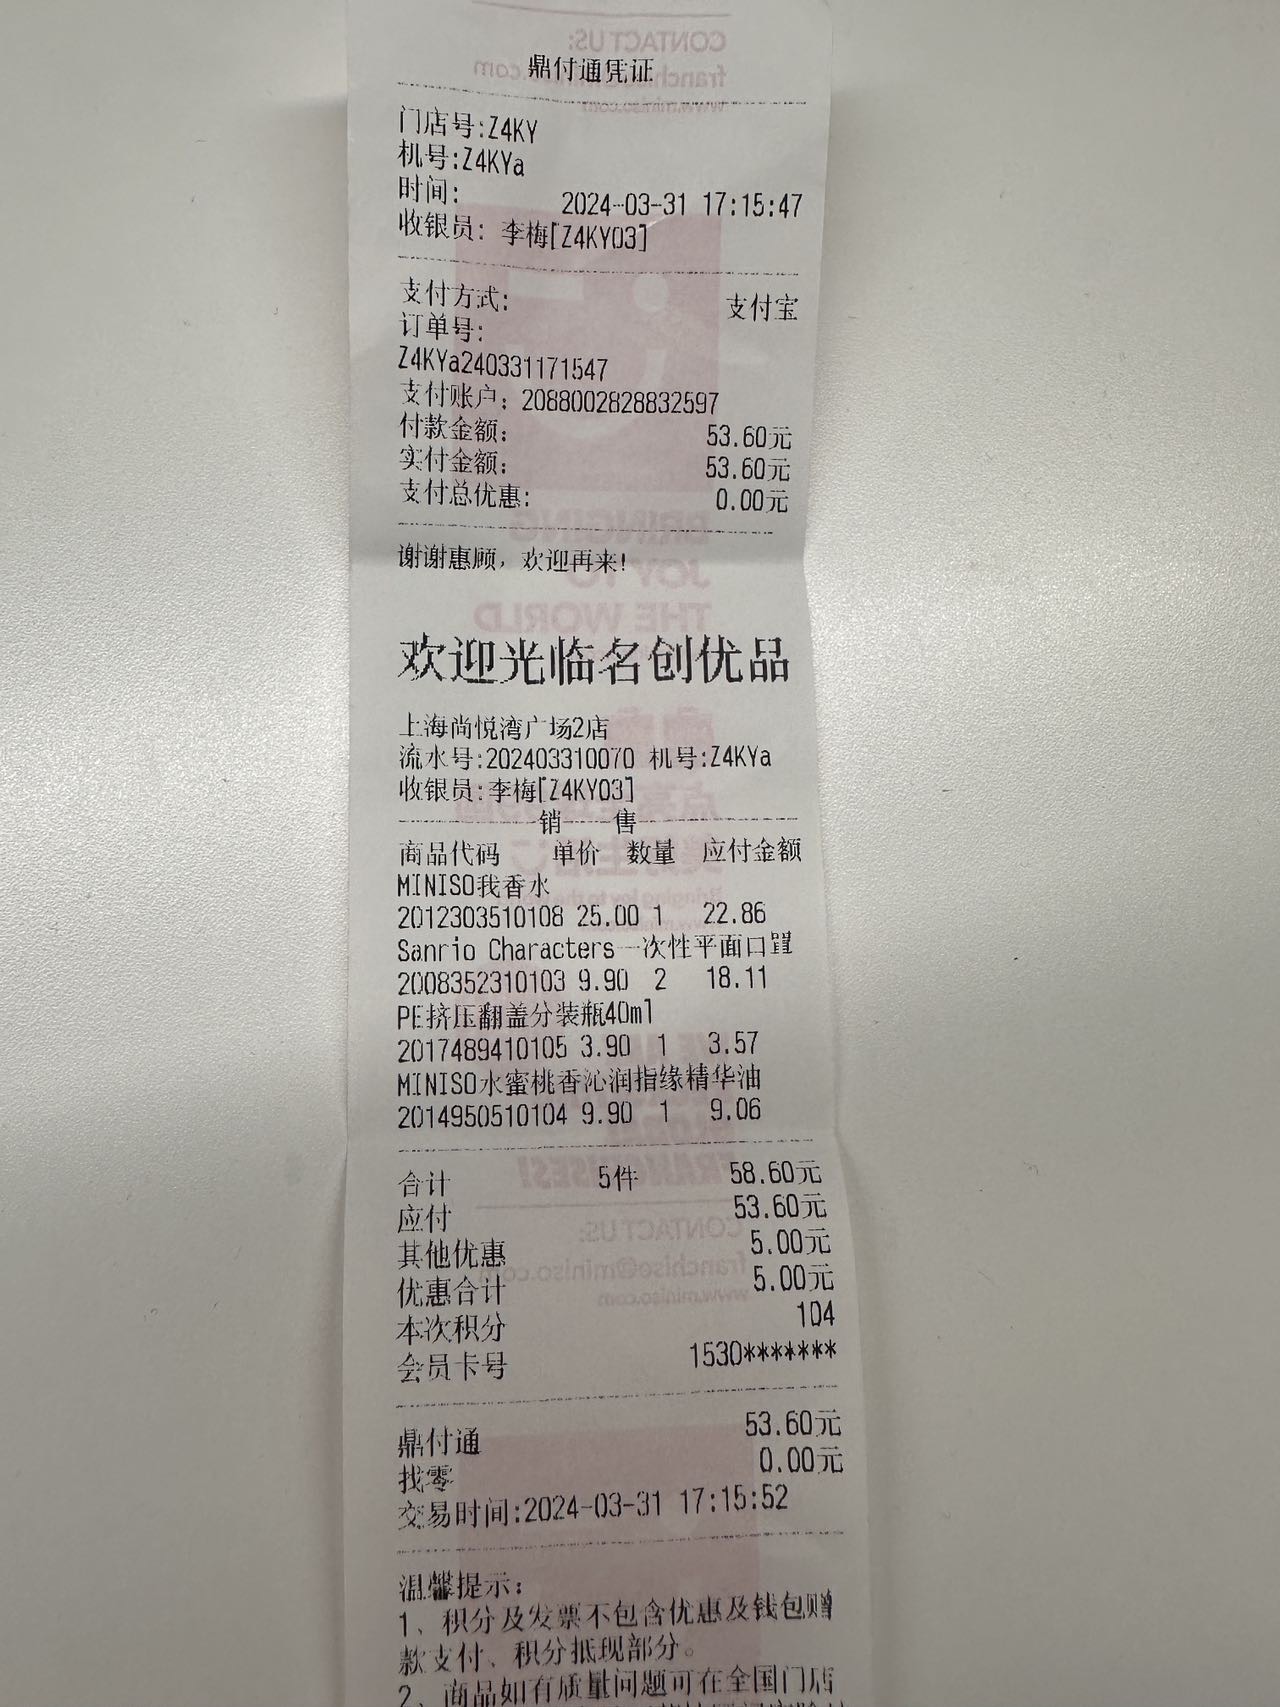 鼎付通凭证
门店号:Z4KY
机号:Z4KYa
时间: 2024-03-31 17:15:47
收银员: 李梅[Z4KY03]
支付方式: 支付宝
订单号:
Z4KYa240331171547
支付账户: 2088002828832597
付款金额: 53.60元
实付金额: 53.60元
支付总优惠: 0.00元
谢谢惠顾,欢迎再来!
欢迎光临名创优品
上海尚悦湾广场2店
流水号:202403310070 机号:Z4KYa
收银员:李梅[Z4KY03]
销 售
商品代码 单价 数量 应付金额
MINISO我香水
2012303510108 25.00 1 22.86
Sanrio Characters一次性平面口罩
2008352310103 9.90 2 18.11
PE挤压翻盖分装瓶40ml
2017489410105 3.90 1 3.57
MINISO水蜜桃香沁润指缘精华油
2014950510104 9.90 1 9.06
合计 5件 58.60元
应付 53.60元
其他优惠 5.00元
优惠合计 5.00元
本次积分 104
会员卡号 1530*******
鼎付通 53.60元
找零 0.00元
交易时间:2024-03-31 17:15:52
温馨提示:
1、积分及发票不包含优惠及钱包赠
款支付、积分抵现部分。
2、商品如有质量问题可在全国门店